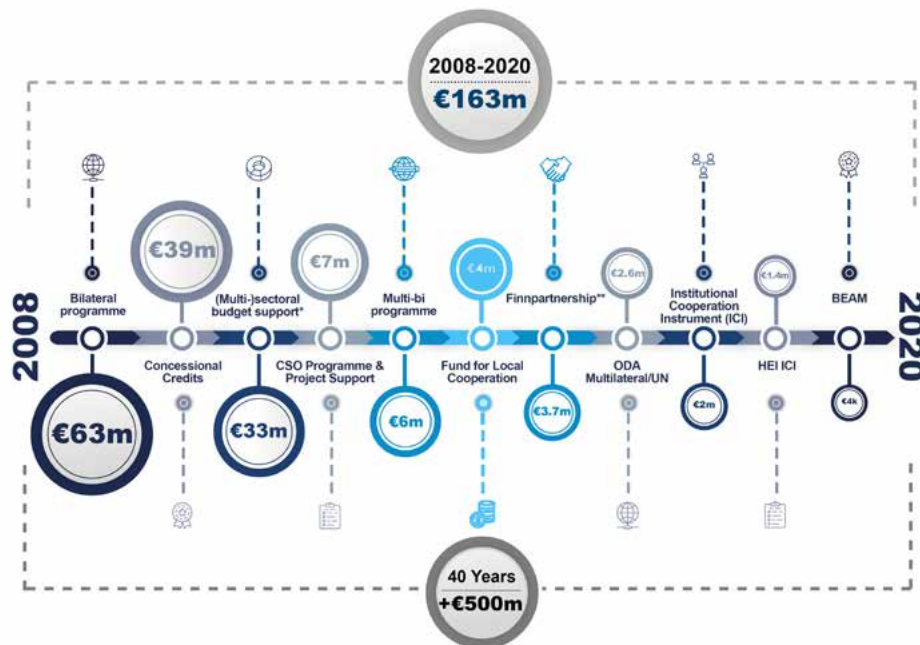 2008-2020
€163m
€39m
€7m
€4m
€2.6m
€1.4m
Bilateral
programme
(Multi-)sectoral
budget support*
Multi-bi
programme
Finnpartnership**
Institutional
Cooperation
Instrument (ICI)
BEAM
2008
2020
Concessional
Credits
CSO Programme &
Project Support
Fund for Local
Cooperation
ODA
Multilateral/UN
HEI ICI
€63m
€33m
€6m
€3.7m
€2m
€4k
40 Years
+€500m